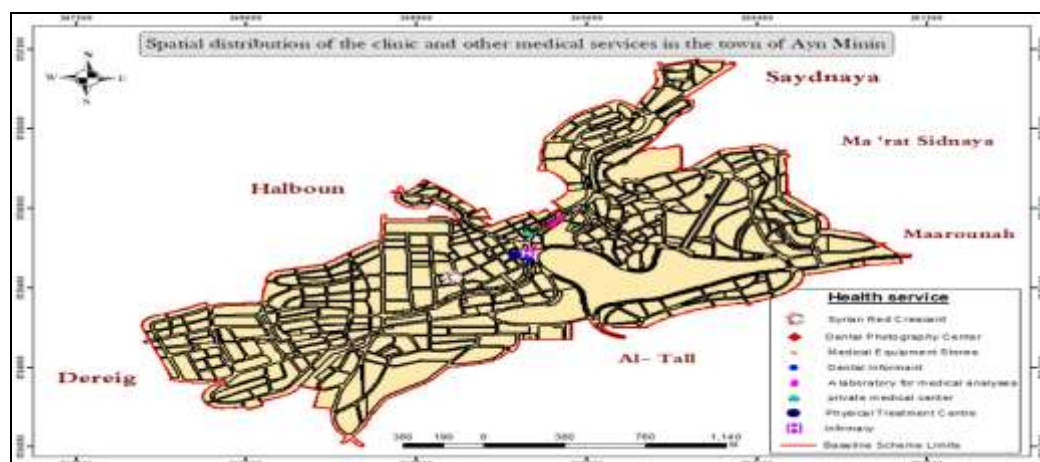 Spatial distribution of the clinic and other medical services in the town of Ayn Minin
N
W
E
S
Saydnaya
Ma 'rat Sidnaya
Halboun
Maarounah
Health service
Syrian Red Crescent
Dental Photography Center
Medical Equipment Stores
Dental Informant
A laboratory for medical analyses
private medical center
Physical Treatment Centre
Infirmary
Baseline Scheme Limits
Al- Tall
Dereig
380 190 0 380 760 1,140